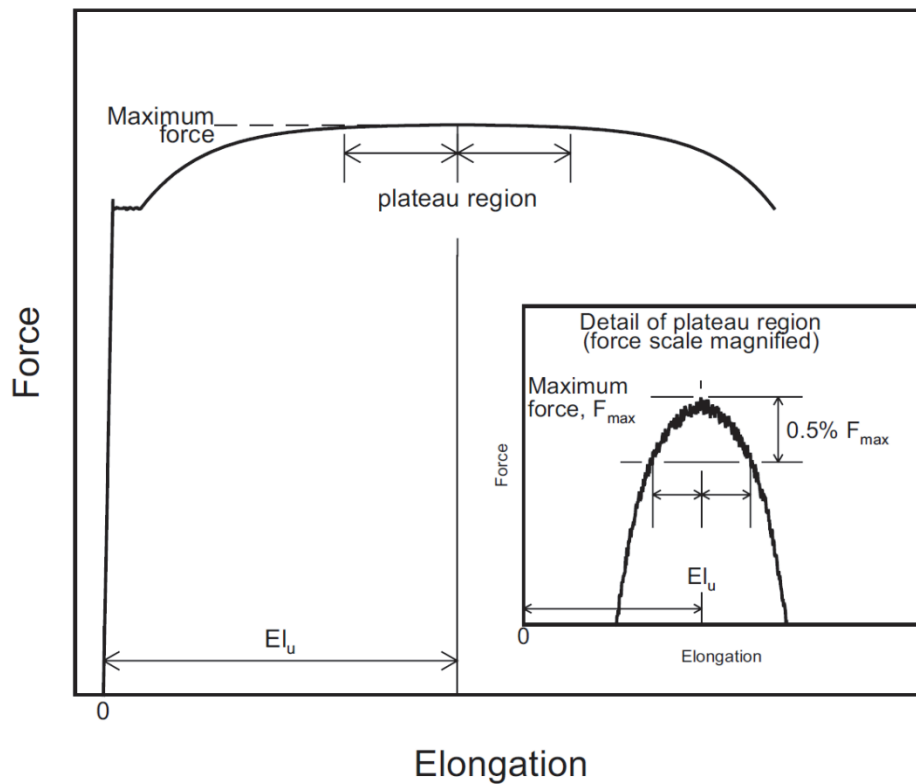 Maximum
force
plateau region
Force
Detail of plateau region
(force scale magnified)
Maximum
force, Fmax
0.5% Fmax
Force
Elu
0
Elongation
Elu
0
Elongation